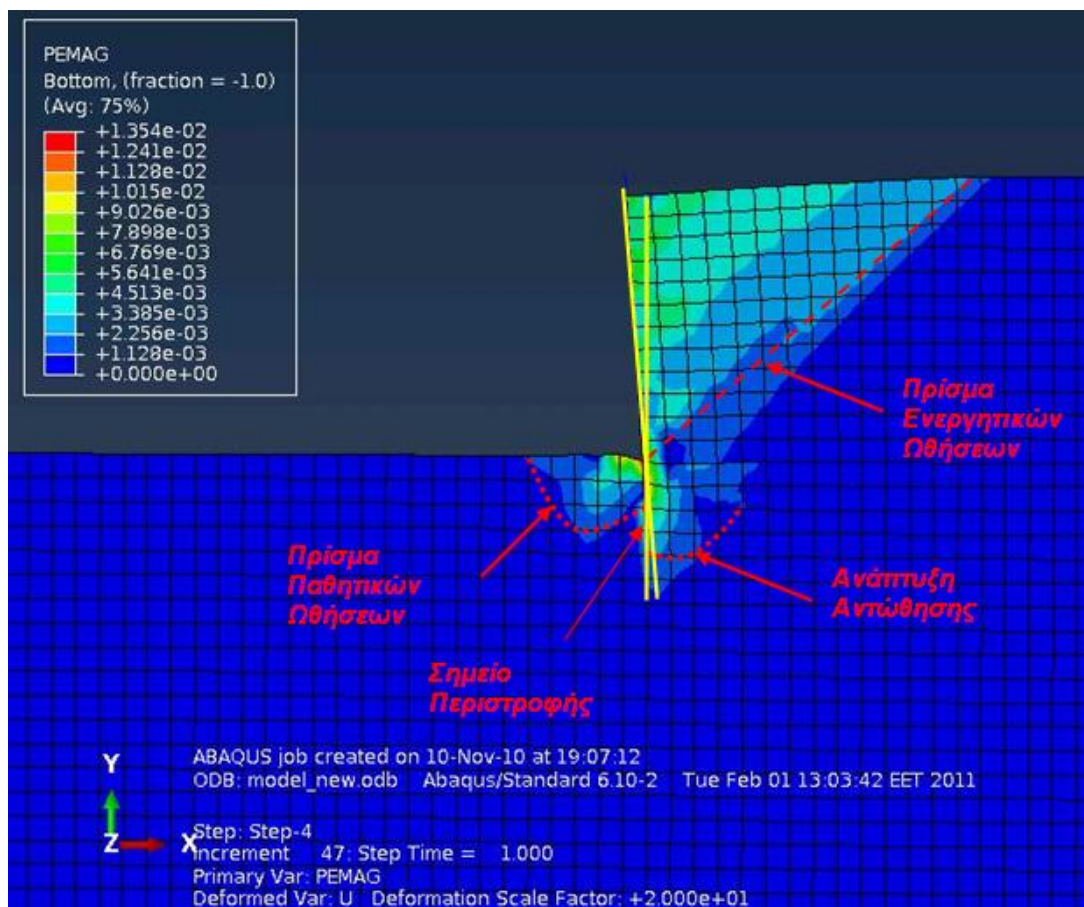 PEMAG
Bottom, (fraction = -1.0)
(Avg: 75%)
+1.354e-02
+1.241e-02
+1.128e-02
+1.015e-02
+9.026e-03
+7.898e-03
+6.769e-03
+5.641e-03
+4.513e-03
+3.385e-03
+2.256e-03
+1.128e-03
+0.000e+00
Πρίσμα
Ενεργητικών
Ωθήσεων
Πρίσμα
Παθητικών
Ωθήσεων
Ανάπτυξη
Αντώθησης
Σημείο
Περιστροφής
Y
Z
X
ABAQUS job created on 10-Nov-10 at 19:07:12
ODB: model_new.odb Abaqus/Standard 6.10-2 Tue Feb 01 13:03:42 EET 2011
Step: Step-4
Increment 47: Step Time = 1.000
Primary Var: PEMAG
Deformed Var: U Deformation Scale Factor: +2.000e+01